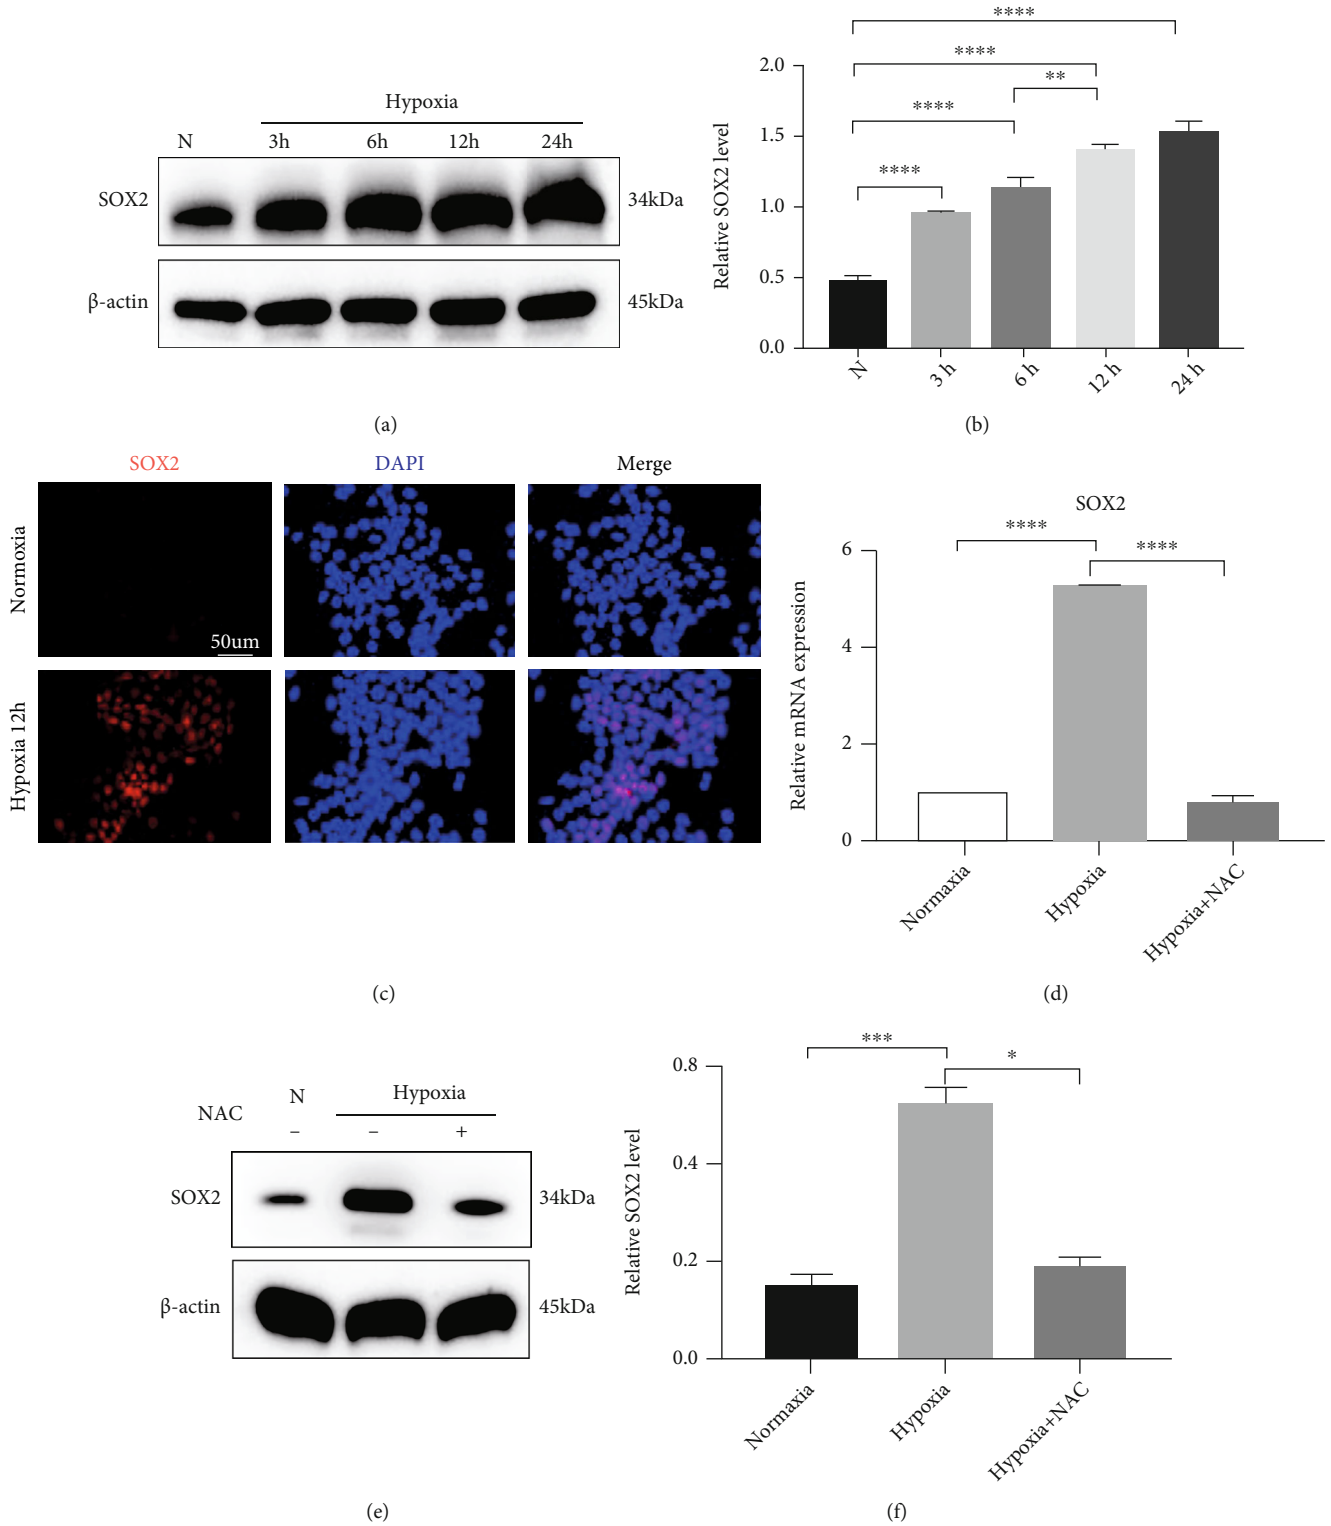 Hypoxia
N 3h 6h 12h 24h
SOX2 34kDa
β-actin 45kDa
(a)
**** 
****
**
****
****
Relative SOX2 level
2.0
1.5
1.0
0.5
0.0
N 3 h 6 h 12 h 24 h
(b)
SOX2 DAPI Merge
Normoxia
50um
Hypoxia 12h
(c)
SOX2
**** ****
Relative mRNA expression
6
4
2
0
Normaxia Hypoxia Hypoxia+NAC
(d)
N Hypoxia
NAC – – +
SOX2 34kDa
β-actin 45kDa
(e)
*** *
Relative SOX2 level
0.8
0.4
0.2
0.0
Normaxia Hypoxia Hypoxia+NAC
(f)